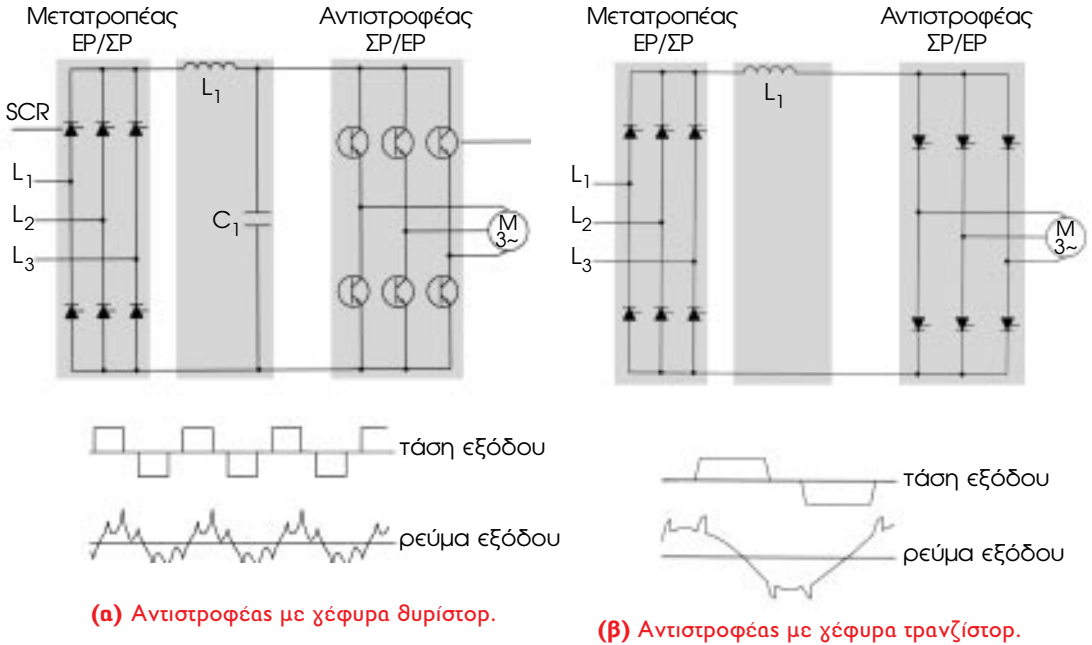 Μετατροπέας
ΕΡ/ΣΡ
Αντιστροφέας
ΣΡ/ΕΡ
L1
SCR
L1
L2
L3
C1
M
3~
τάση εξόδου
ρεύμα εξόδου
(α) Αντιστροφέας με γέφυρα θυρίστορ.
Μετατροπέας
ΕΡ/ΣΡ
Αντιστροφέας
ΣΡ/ΕΡ
L1
L1
L2
L3
M
3~
τάση εξόδου
ρεύμα εξόδου
(β) Αντιστροφέας με γέφυρα τρανζίστορ.